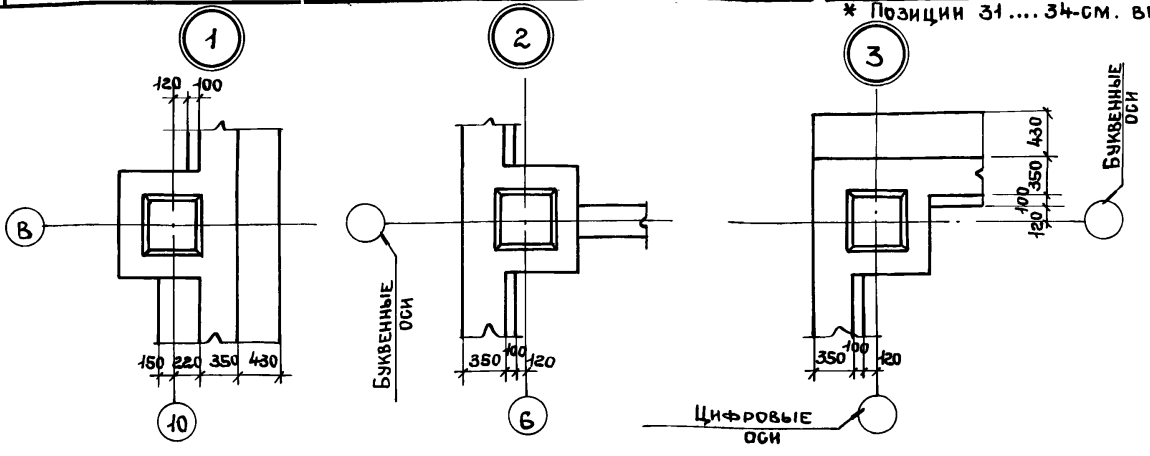 * Позиции 31....34-см.
1
2
3
120 100
430
350
100
120
БУКВЕННЫЕ
ОСИ
В
150 220 350 430
10
БУКВЕННЫЕ
ОСИ
350 100 120
6
350 100 120
ЦИФРОВЫЕ
ОСИ